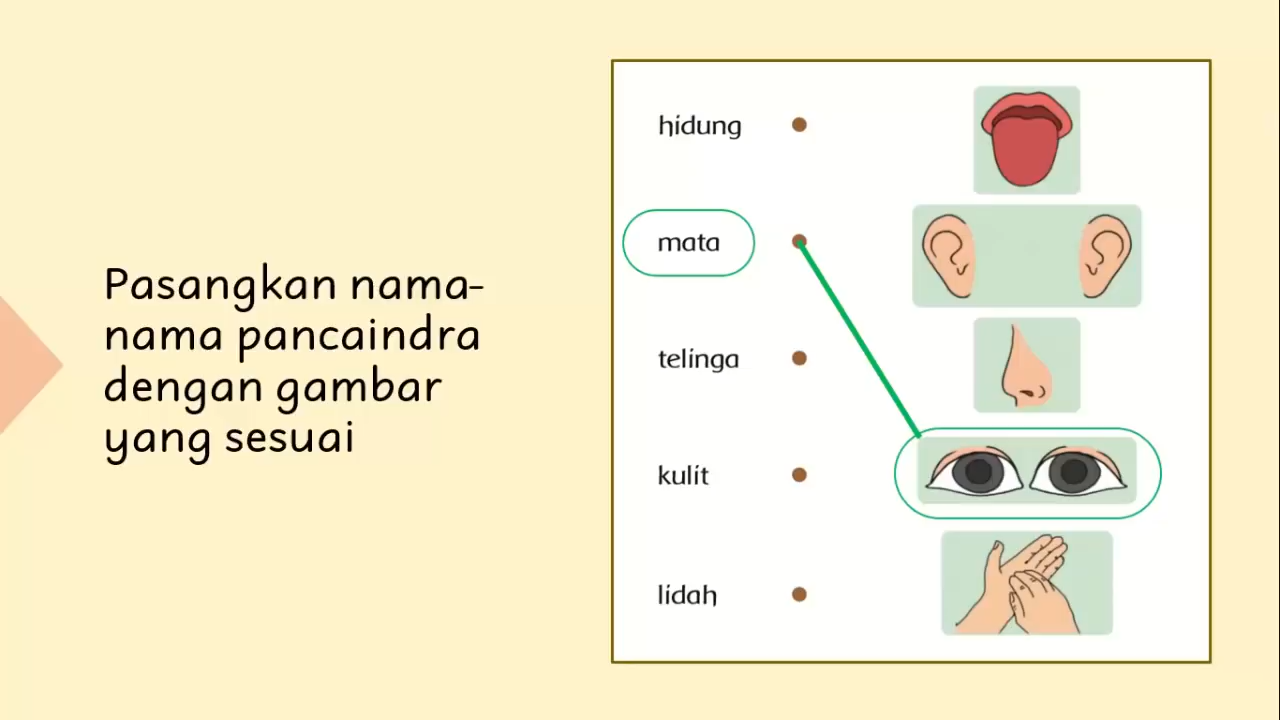 Pasangkan nama-
nama pancaindra
dengan gambar
yang sesuai
hidung
mata
telinga
kulit
lidah